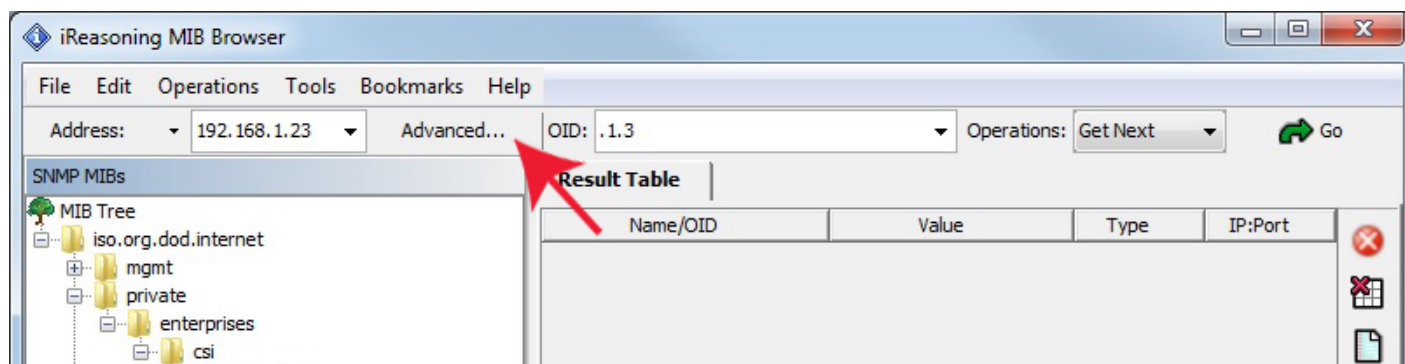 iReasoning MIB Browser
File Edit Operations Tools Bookmarks Help
Address: 192.168.1.23 Advanced... OID: .1.3 Operations: Get Next Go
SNMP MIBs
Result Table
MIB Tree
Name/OID Value Type IP:Port
iso.org.dod.internet
mgmt
private
enterprises
csi